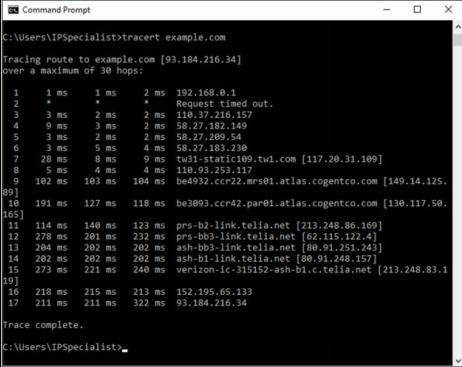 Command Prompt
C:\Users\IPSpecialist>tracert example.com
Tracing route to example.com [93.184.216.34]
over a maximum of 30 hops:
1 1 ms 1 ms 2 ms 192.168.0.1
2 * * * Request timed out.
3 3 ms 2 ms 2 ms 110.37.216.157
4 9 ms 3 ms 2 ms 58.27.182.149
5 3 ms 2 ms 2 ms 58.27.209.54
6 3 ms 5 ms 4 ms 58.27.183.230
7 28 ms 8 ms 9 ms tw31-static109.tw1.com [117.20.31.109]
8 5 ms 4 ms 4 ms 110.93.253.117
9 102 ms 103 ms 104 ms be4932.ccr22.mrs01.atlas.cogentco.com [149.14.125.
89]
10 191 ms 127 ms 118 ms be3093.ccr42.par01.atlas.cogentco.com [130.117.50.
165]
11 114 ms 140 ms 123 ms prs-b2-link.telia.net [213.248.86.169]
12 278 ms 201 ms 232 ms prs-bb3-link.telia.net [62.115.122.4]
13 204 ms 202 ms 202 ms ash-bb3-link.telia.net [80.91.251.243]
14 202 ms 202 ms 202 ms ash-b1-link.telia.net [80.91.248.157]
15 273 ms 221 ms 240 ms verizon-ic-315152-ash-b1.c.telia.net [213.248.83.1
19]
16 218 ms 215 ms 213 ms 152.195.65.133
17 211 ms 211 ms 322 ms 93.184.216.34
Trace complete.
C:\Users\IPSpecialist>